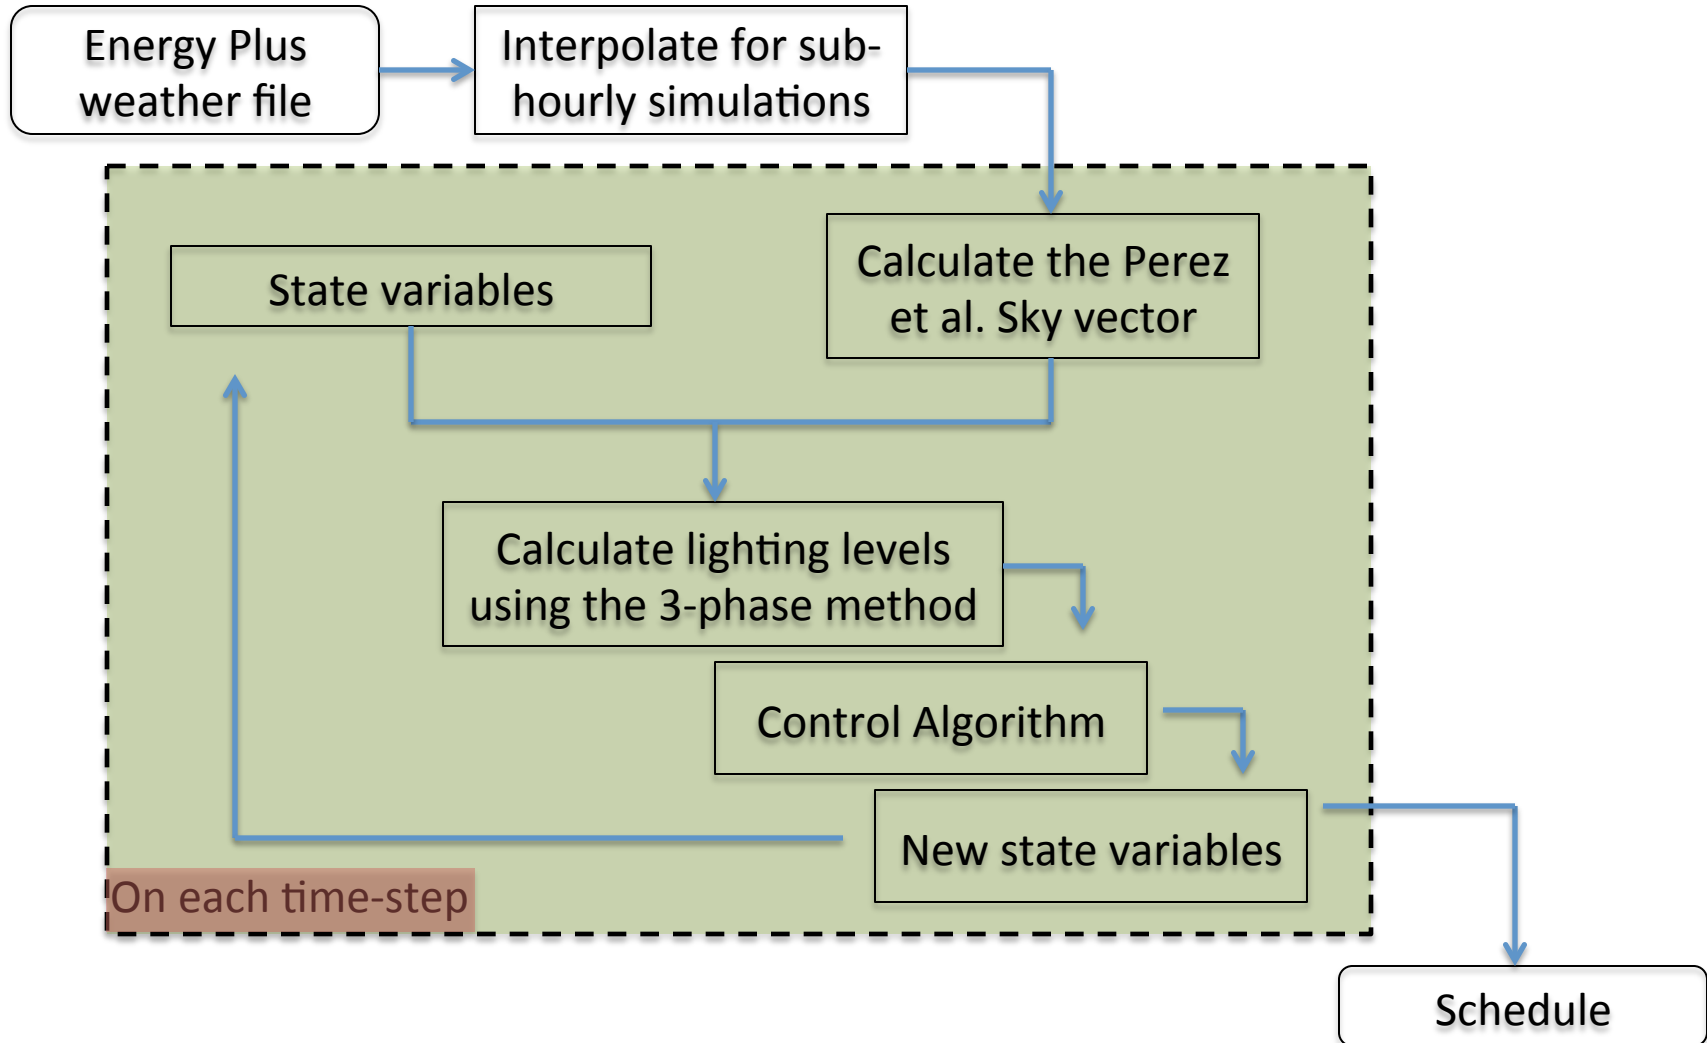 Energy Plus
weather file
Interpolate for sub-
hourly simulations
State variables
Calculate the Perez
et al. Sky vector
Calculate lighting levels
using the 3-phase method
Control Algorithm
New state variables
On each time-step
Schedule